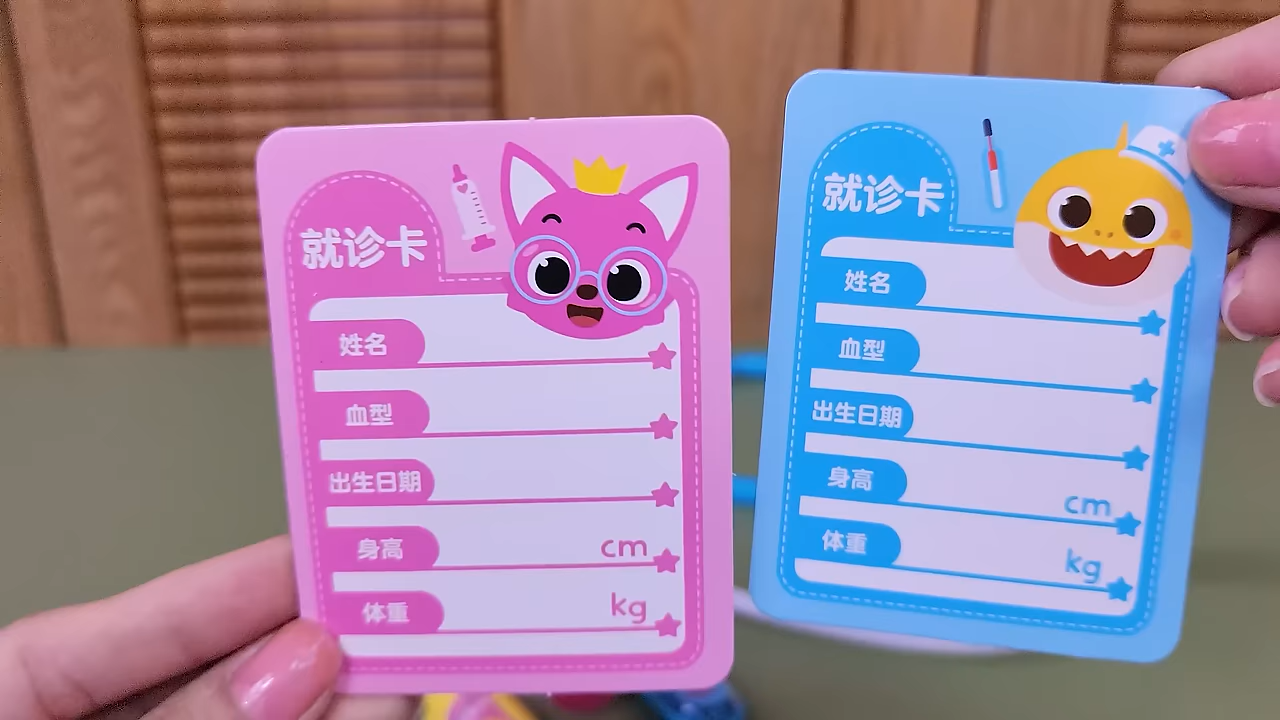 就诊卡
姓名
血型
出生日期
身高 cm
体重 kg
就诊卡
姓名
血型
出生日期
身高 cm
体重 kg